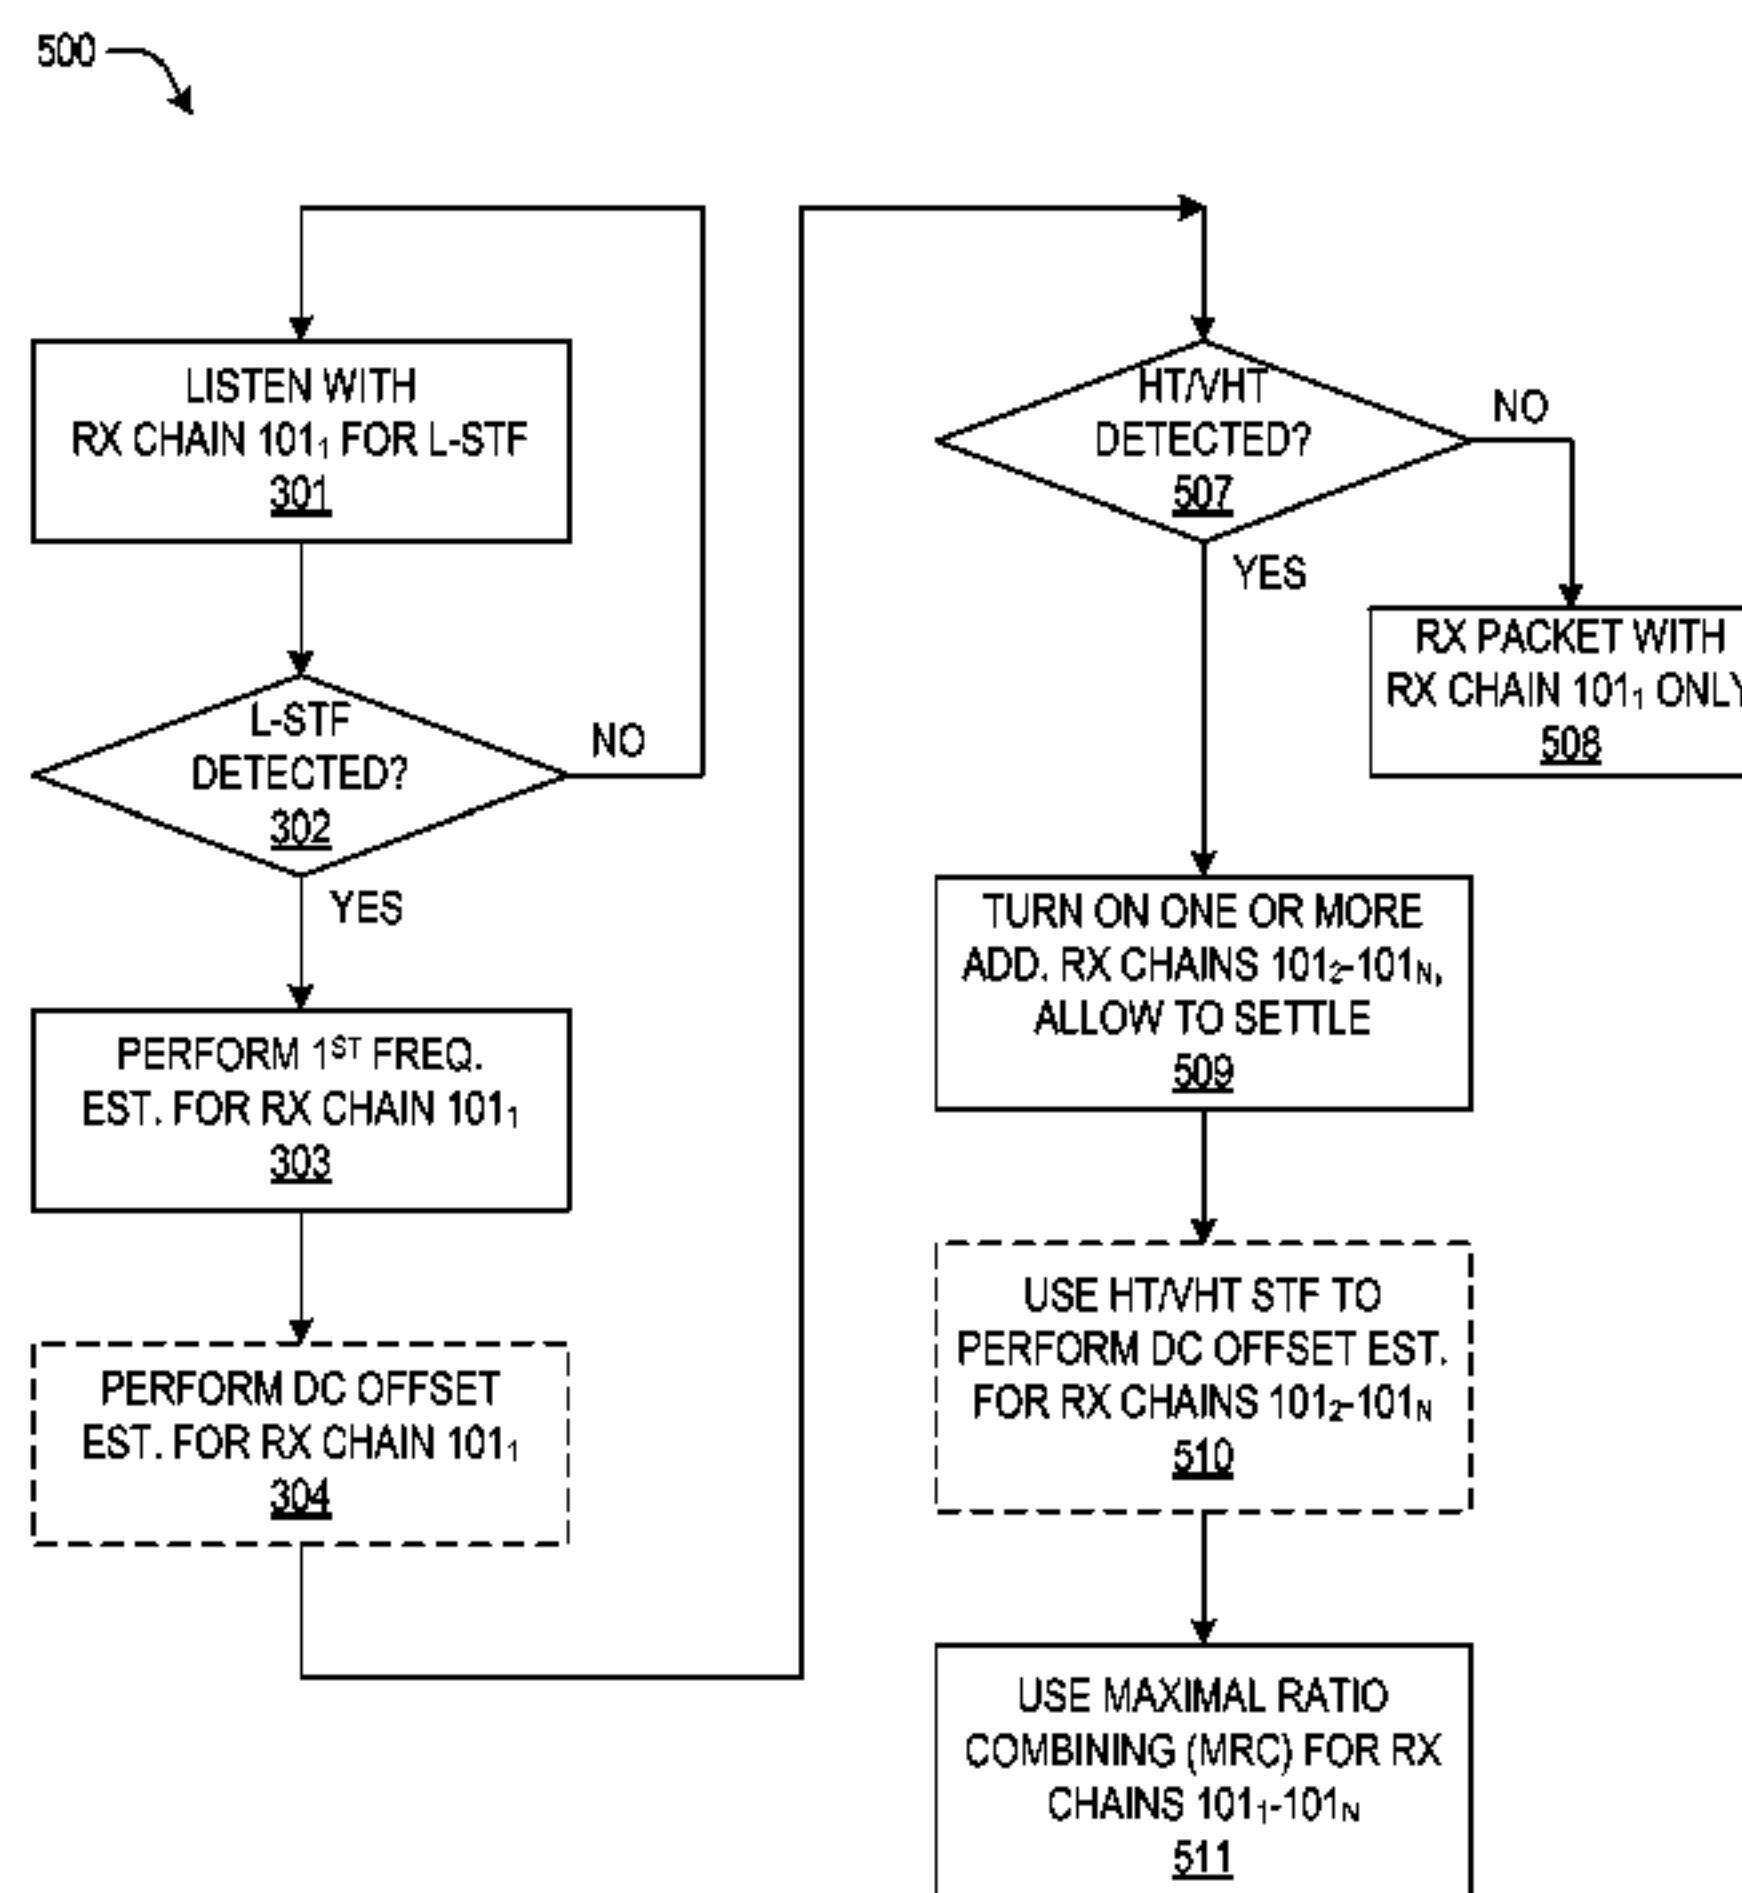 500
LISTEN WITH
RX CHAIN 101₁ FOR L-STF
301
L-STF
DETECTED?
302
NO
YES
PERFORM 1ST FREQ.
EST. FOR RX CHAIN 101₁
303
PERFORM DC OFFSET
EST. FOR RX CHAIN 101₁
304
HT/VHT
DETECTED?
507
NO
YES
RX PACKET WITH
RX CHAIN 101₁ ONLY
508
TURN ON ONE OR MORE
ADD. RX CHAINS 101₂-101N,
ALLOW TO SETTLE
509
USE HT/VHT STF TO
PERFORM DC OFFSET EST.
FOR RX CHAINS 101₂-101N
510
USE MAXIMAL RATIO
COMBINING (MRC) FOR RX
CHAINS 101₁-101N
511